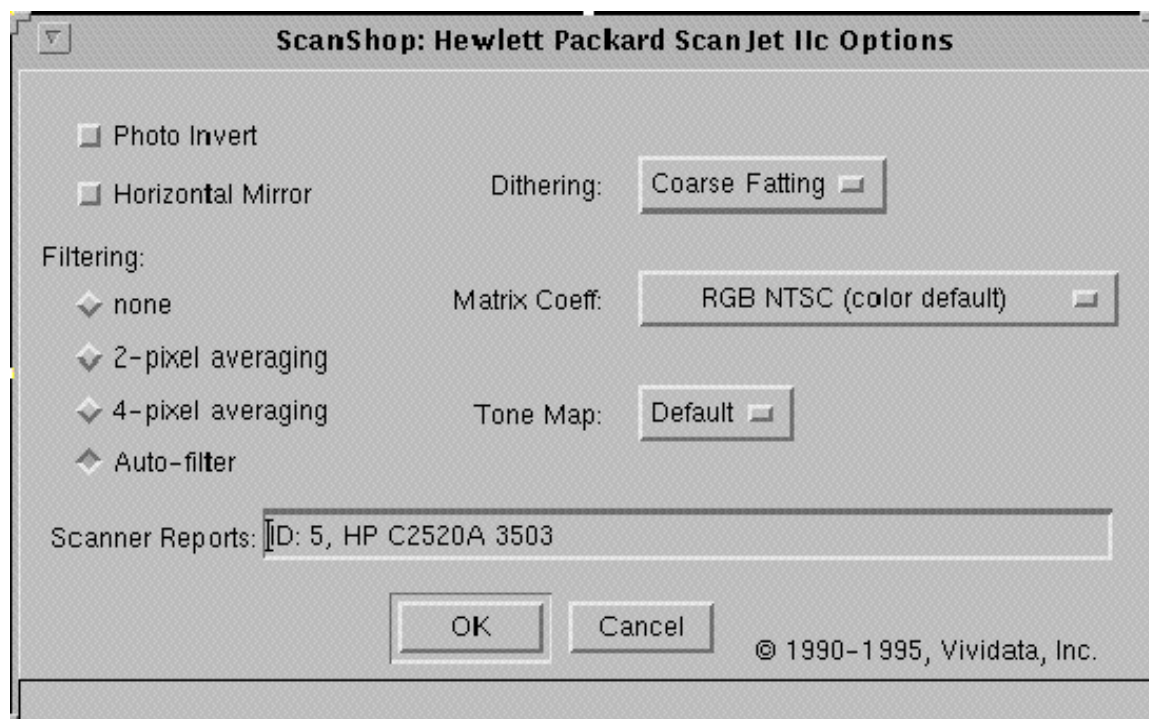 ScanShop: Hewlett Packard ScanJet IIc Options
Photo Invert
Horizontal Mirror
Dithering: Coarse Fatting
Filtering:
none
Matrix Coeff: RGB NTSC (color default)
2-pixel averaging
4-pixel averaging
Tone Map: Default
Auto-filter
Scanner Reports: ID: 5, HP C2520A 3503
OK Cancel
© 1990-1995, Vividata, Inc.